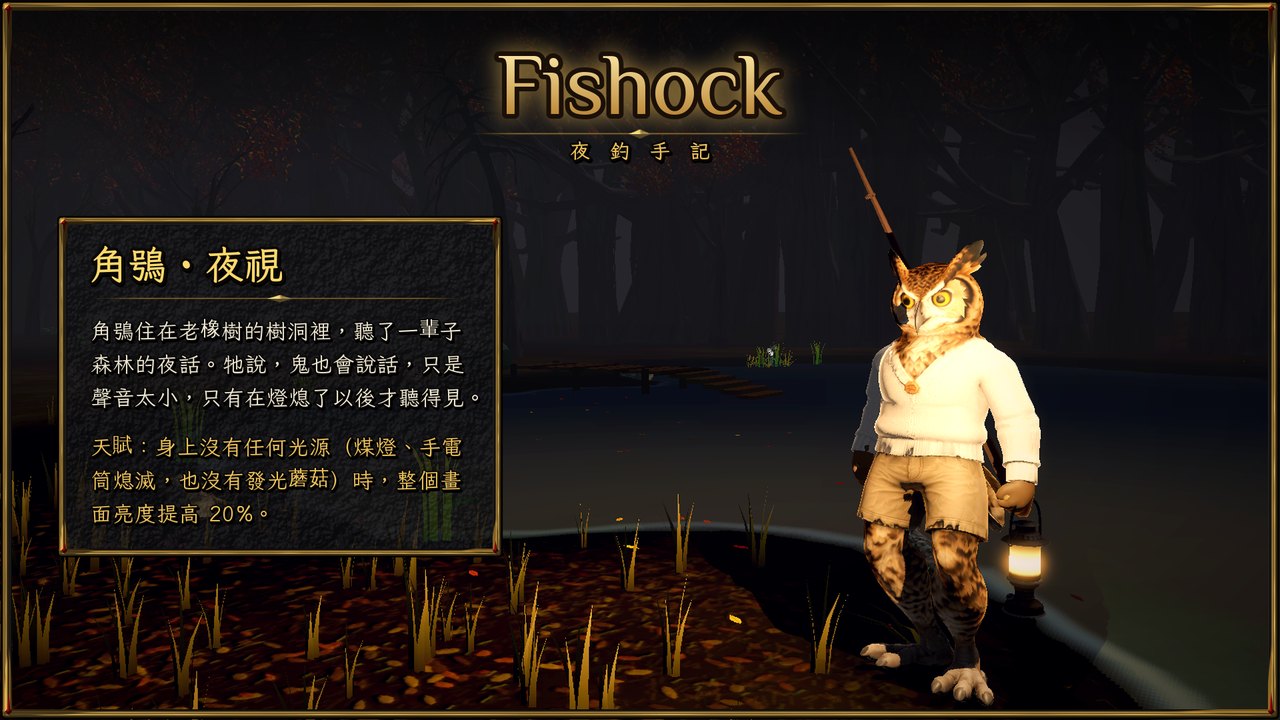 Fishock
夜釣手記
角鴞・夜視
角鴞住在老橡樹的樹洞裡，聽了一輩子
森林的夜話。牠說，鬼也會說話，只是
聲音太小，只有在燈熄了以後才聽得見。
天賦：身上沒有任何光源（煤燈、手電
筒熄滅，也沒有發光蘑菇）時，整個畫
面亮度提高 20%。